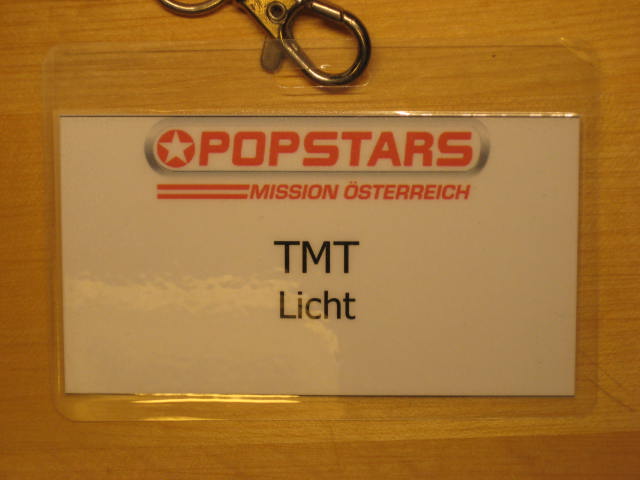 POPSTARS
MISSION ÖSTERREICH
TMT
Licht